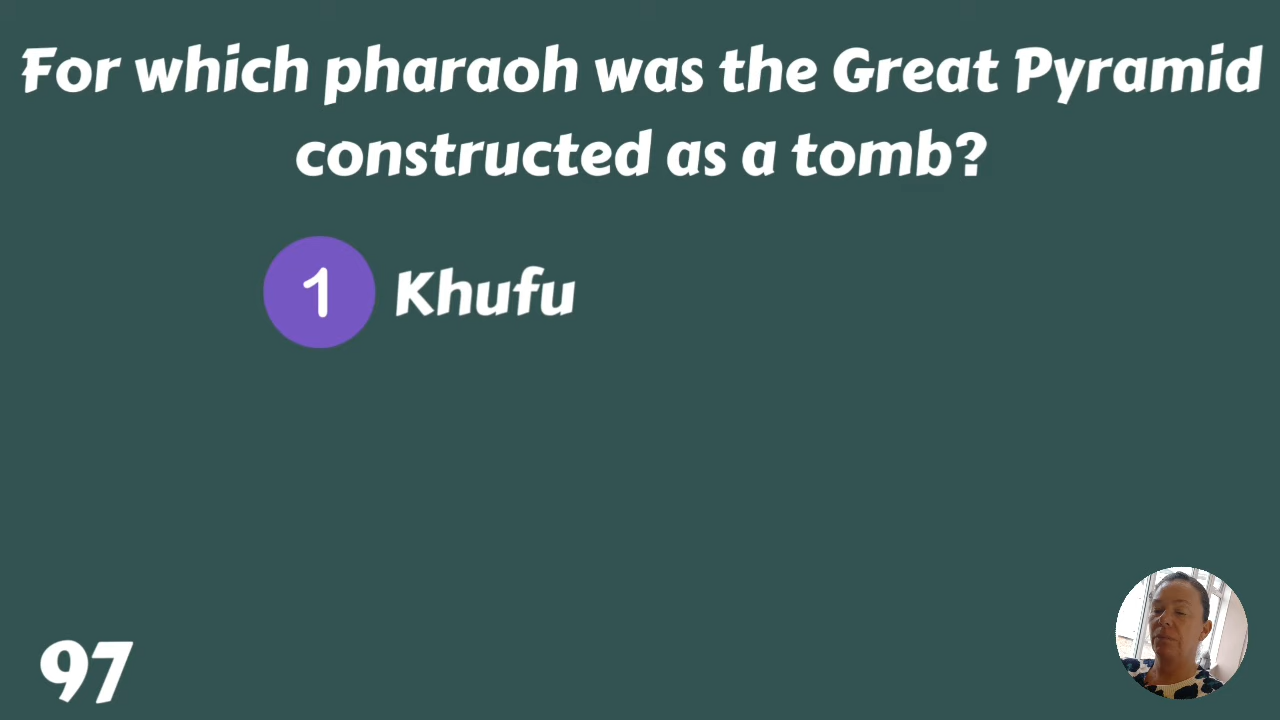 For which pharaoh was the Great Pyramid
constructed as a tomb?
1 Khufu
97